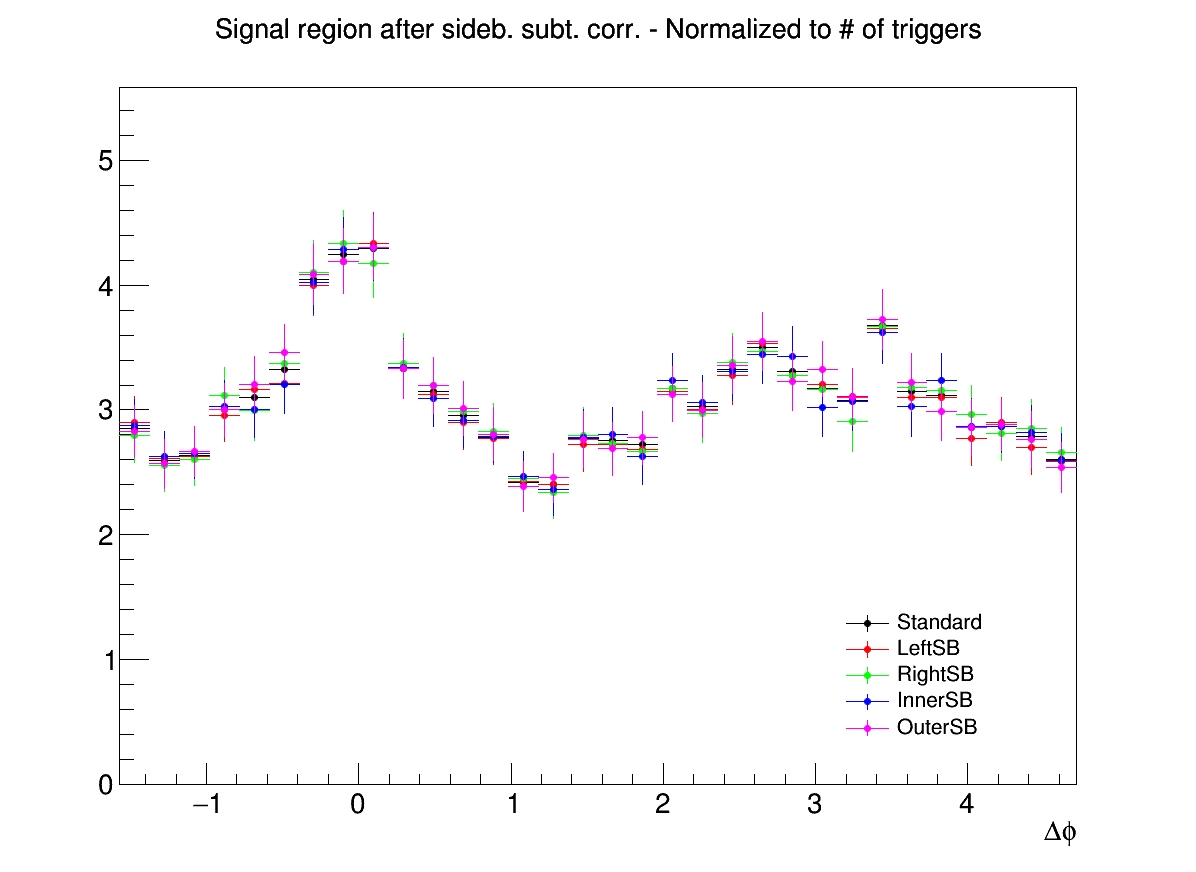 Signal region after sideb. subt. corr. - Normalized to # of triggers
5
4
3
2
1
0
Standard
LeftSB
RightSB
InnerSB
OuterSB
−1 0 1 2 3 4
Δϕ